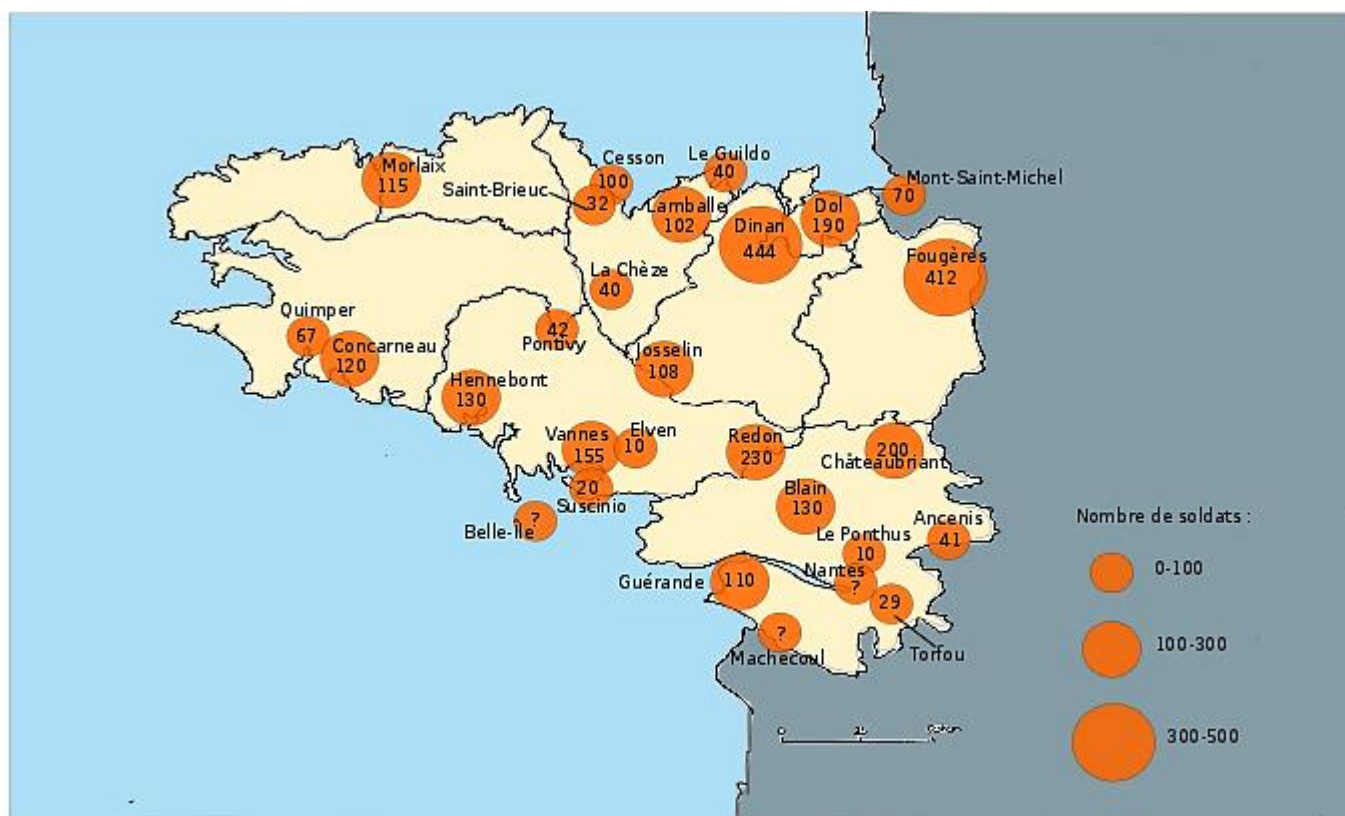 Morlaix
115
Cesson
100
Saint-Brieuc
32
Le Guildo
40
Lamballe
102
Dinan
444
Dol
190
Mont-Saint-Michel
70
Fougères
412
La Chèze
40
Quimper
67
Concarneau
120
42
Pontivy
Josselin
108
Hennebont
130
Vannes
155
Elven
10
20
Suscinio
?
Belle-Ile
Redon
230
200
Châteaubriant
Blain
130
Le Ponthus
10
Ancenis
41
Nantes
?
Guérande
110
29
Torfou
?
Machecoul
0
25
Nombre de soldats :
0-100
100-300
300-500